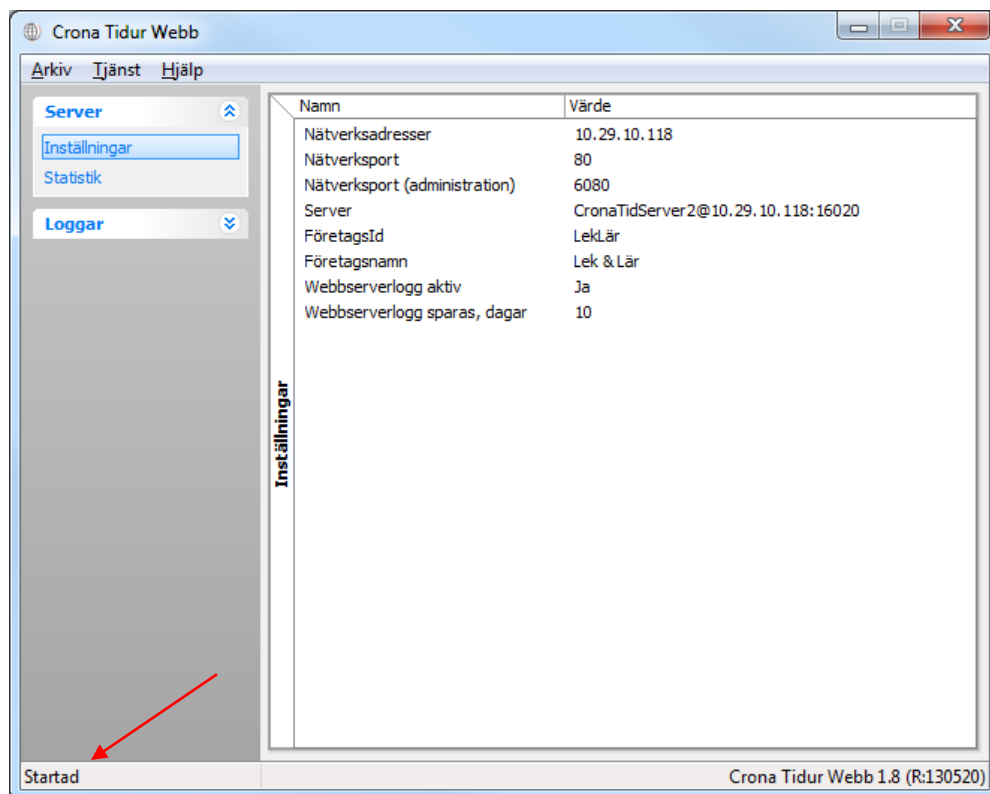 Crona Tidur Webb
Arkiv Tjänst Hjälp
Server
Inställningar
Statistik
Loggar
Namn Värde
Nätverksadresser 10.29.10.118
Nätverksport 80
Nätverksport (administration) 6080
Server CronaTidServer2@10.29.10.118:16020
FöretagsId LekLär
Företagsnamn Lek & Lär
Webbserverlogg aktiv Ja
Webbserverlogg sparas, dagar 10
Inställningar
Startad Crona Tidur Webb 1.8 (R:130520)